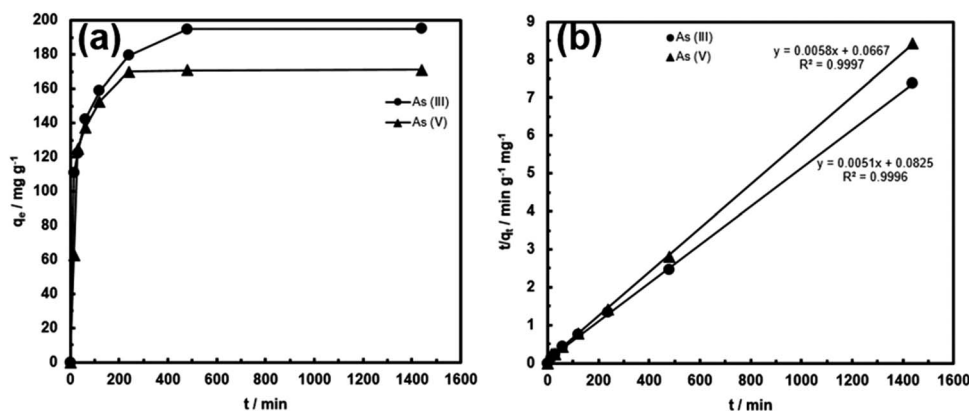 (a)
200
180
160
140
120
100
80
60
40
20
0
qe / mg g⁻¹
As (III)
As (V)
0 200 400 600 800 1000 1200 1400 1600
t / min
(b)
9
8
7
6
5
4
3
2
1
0
t/qt / min g⁻¹ mg⁻¹
As (III)
As (V)
y = 0.0058x + 0.0667
R² = 0.9997
y = 0.0051x + 0.0825
R² = 0.9996
0 200 400 600 800 1000 1200 1400 1600
t / min